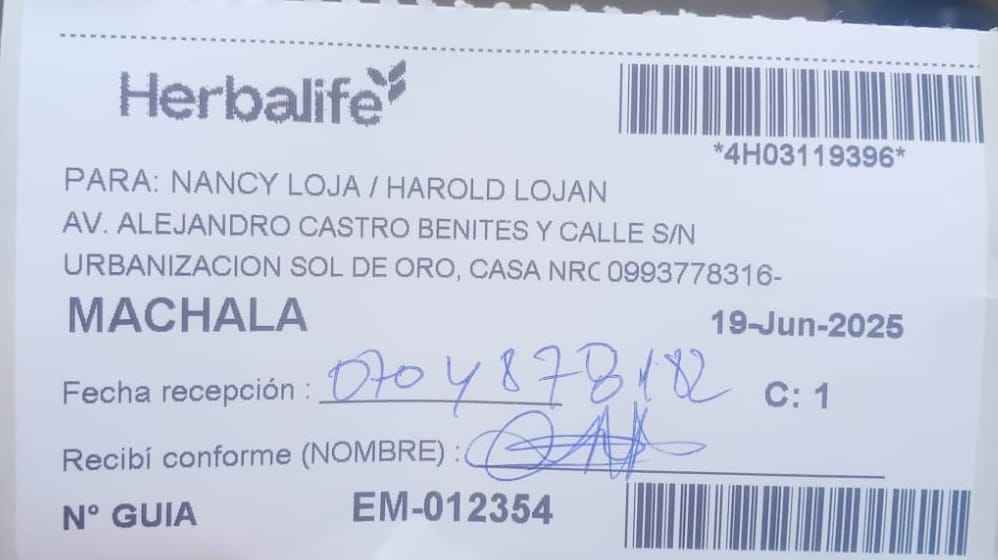 Herbalife
*4H03119396*
PARA: NANCY LOJA / HAROLD LOJAN
AV. ALEJANDRO CASTRO BENITES Y CALLE S/N
URBANIZACION SOL DE ORO, CASA NRC 0993778316-
MACHALA
19-Jun-2025
Fecha recepción : 0704878182
C: 1
Recibí conforme (NOMBRE) :
N° GUIA EM-012354